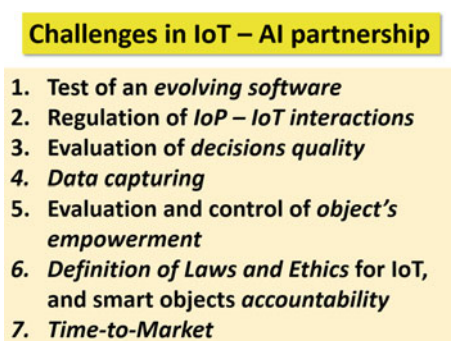 Challenges in IoT – AI partnership
1. Test of an evolving software
2. Regulation of IoP – IoT interactions
3. Evaluation of decisions quality
4. Data capturing
5. Evaluation and control of object's
empowerment
6. Definition of Laws and Ethics for IoT,
and smart objects accountability
7. Time-to-Market